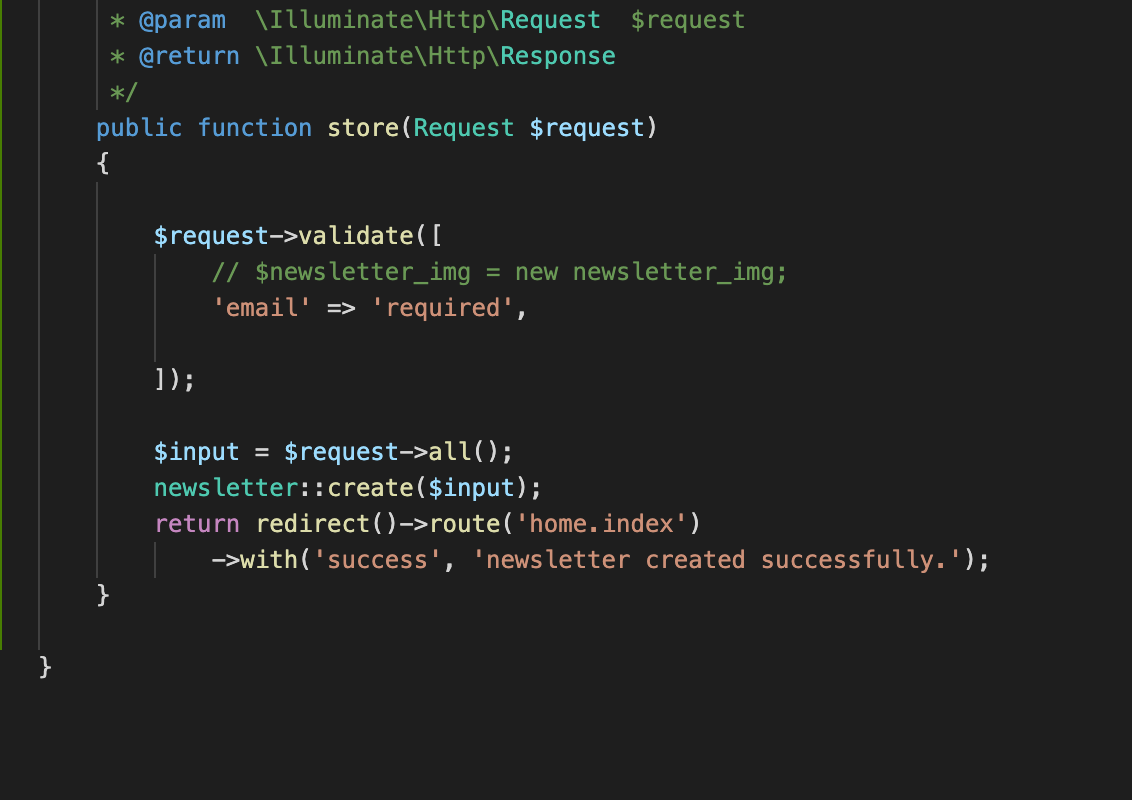 * @param  \Illuminate\Http\Request  $request
* @return \Illuminate\Http\Response
*/
public function store(Request $request)
{
$request->validate([
// $newsletter_img = new newsletter_img;
'email' => 'required',
]);
$input = $request->all();
newsletter::create($input);
return redirect()->route('home.index')
->with('success', 'newsletter created successfully.');
}
}